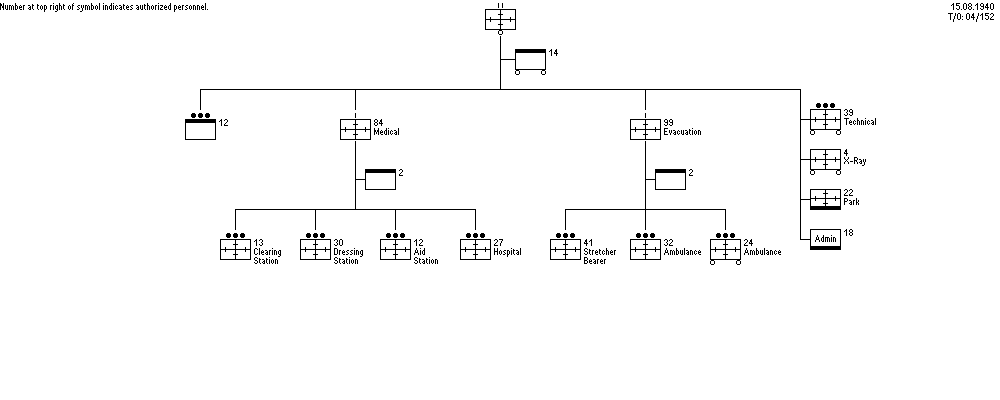 Number at top right of symbol indicates authorized personnel.
15.08.1940
T/O: 04/152
14
12
84
Medical
99
Evacuation
39
Technical
4
X-Ray
22
Park
18
Admin
2
2
13
Clearing
Station
30
Dressing
Station
12
Aid
Station
27
Hospital
41
Stretcher
Bearer
32
Ambulance
24
Ambulance